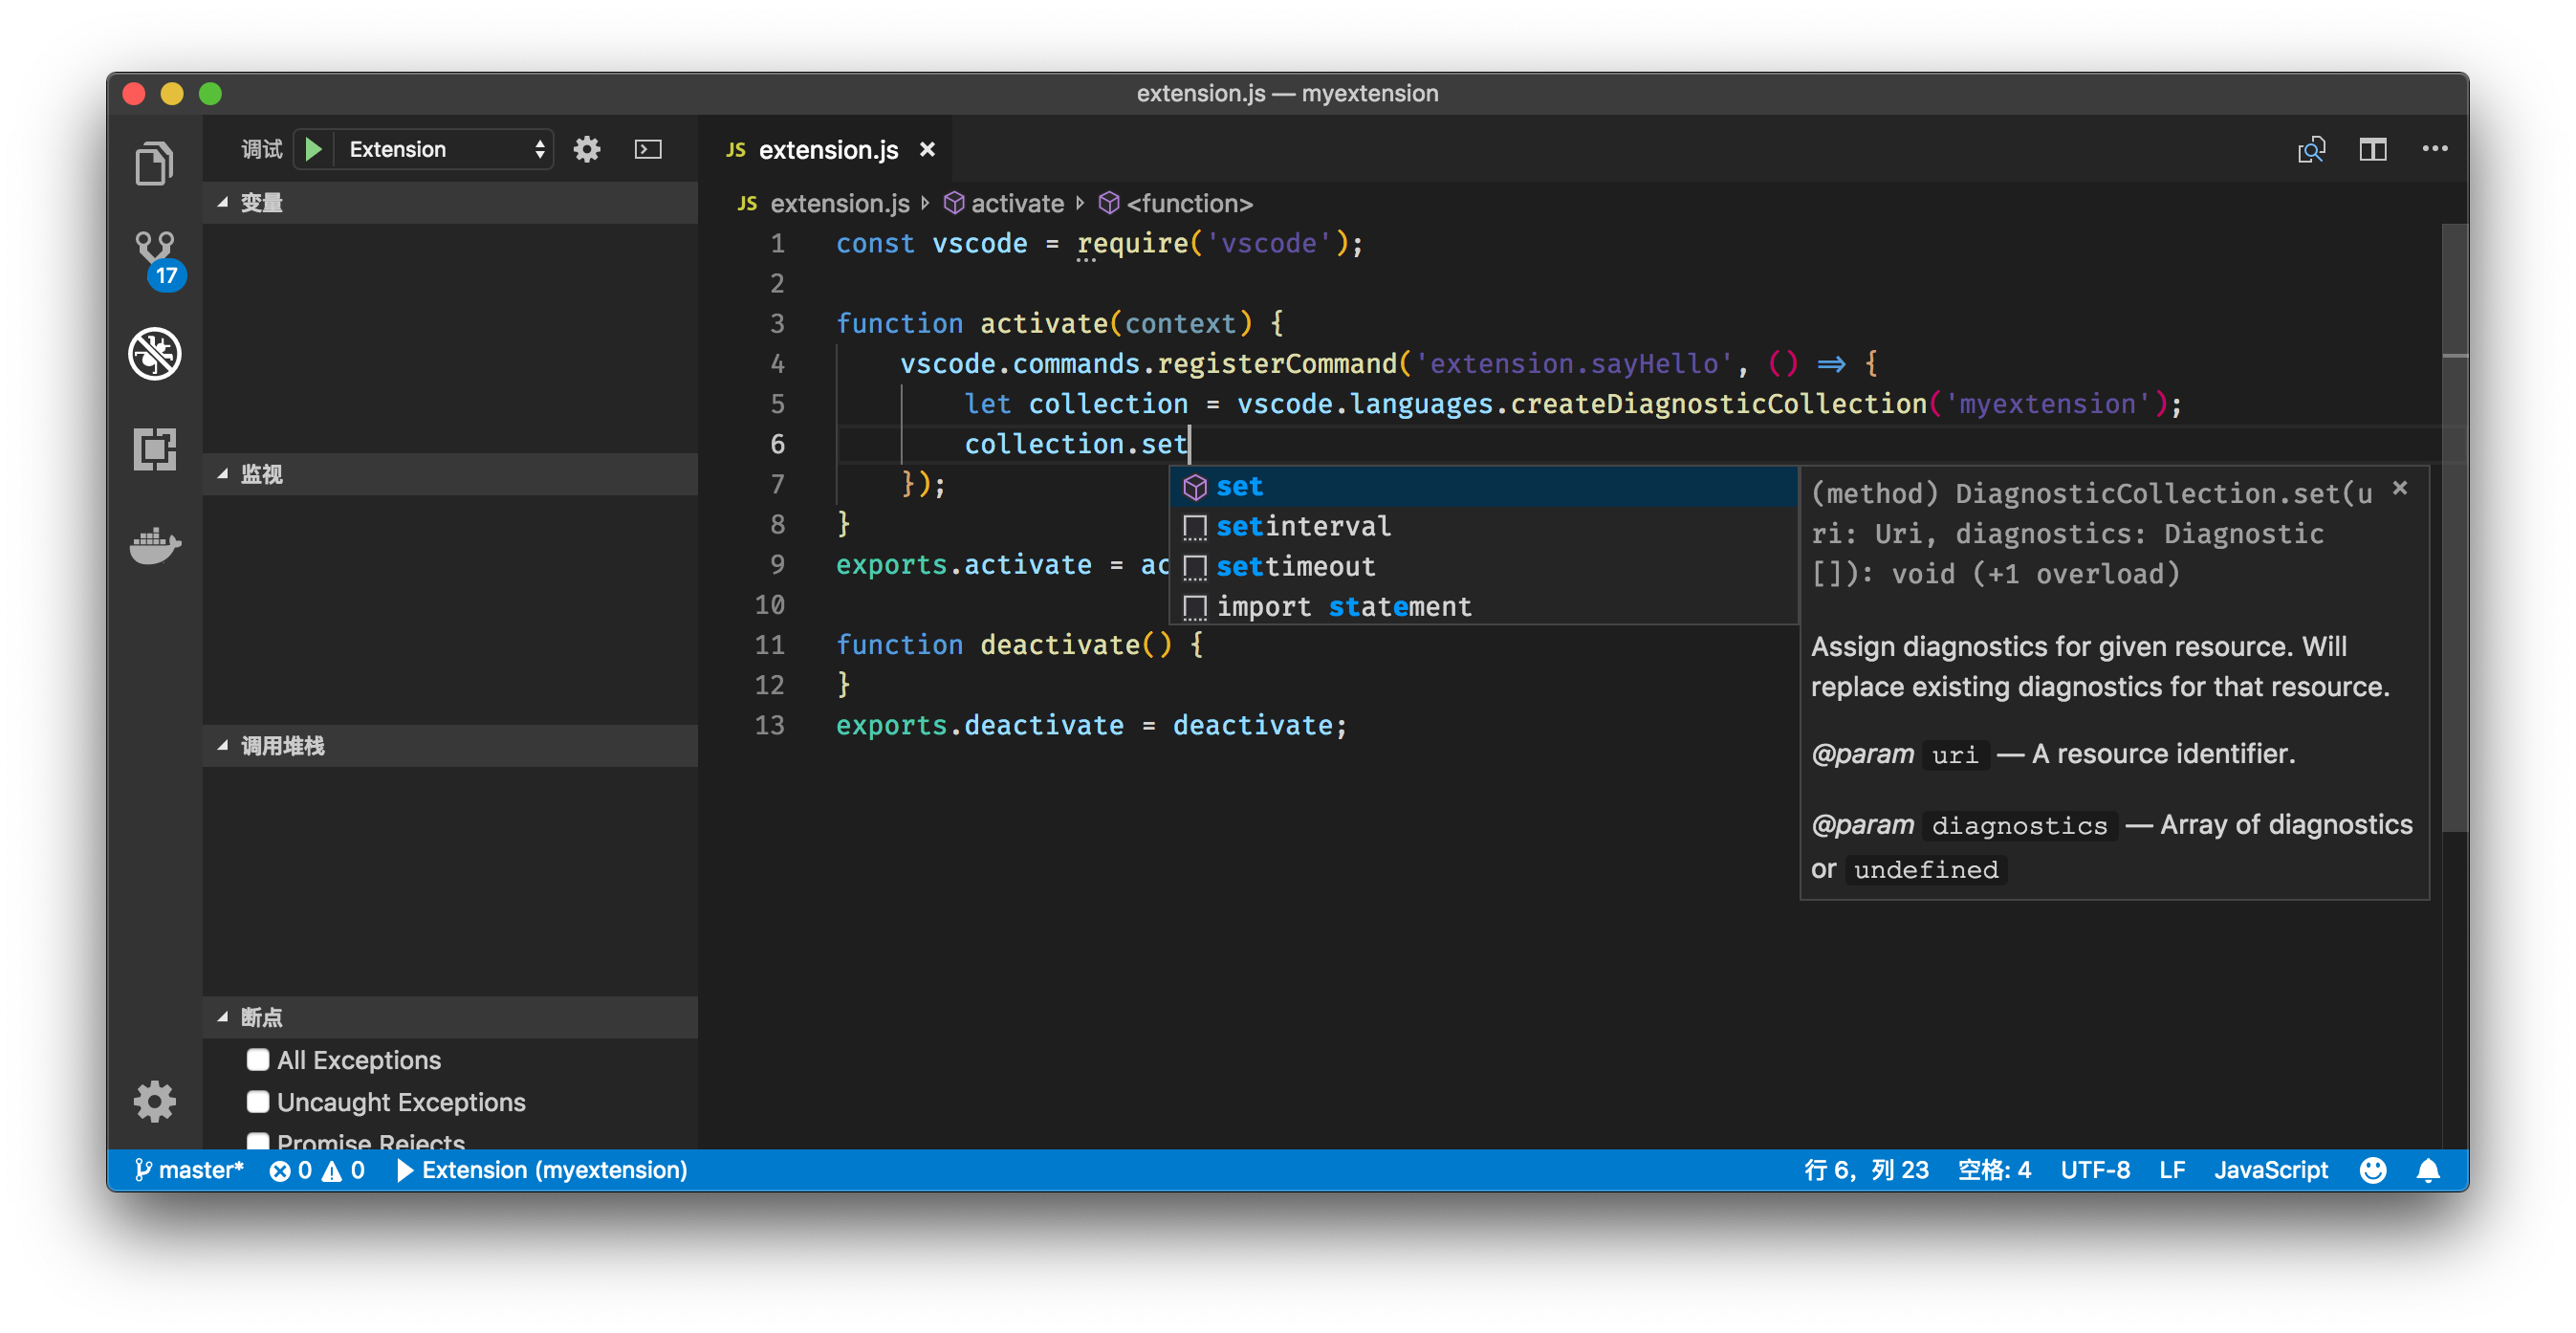 extension.js — myextension
调试 Extension
JS extension.js ×
变量
监视
调用堆栈
断点
All Exceptions
Uncaught Exceptions
Promise Rejects
17
JS extension.js activate <function>
1 const vscode = require('vscode');
2
3 function activate(context) {
4 vscode.commands.registerCommand('extension.sayHello', () => {
5 let collection = vscode.languages.createDiagnosticCollection('myextension');
6 collection.set
7 });
8 }
9 exports.activate = ac
10
11 function deactivate() {
12 }
13 exports.deactivate = deactivate;
set
setinterval
settimeout
import statement
(method) DiagnosticCollection.set(u
ri: Uri, diagnostics: Diagnostic
[]): void (+1 overload)
Assign diagnostics for given resource. Will
replace existing diagnostics for that resource.
@param uri — A resource identifier.
@param diagnostics — Array of diagnostics
or undefined
master* 0 0 Extension (myextension) 行 6，列 23 空格: 4 UTF-8 LF JavaScript